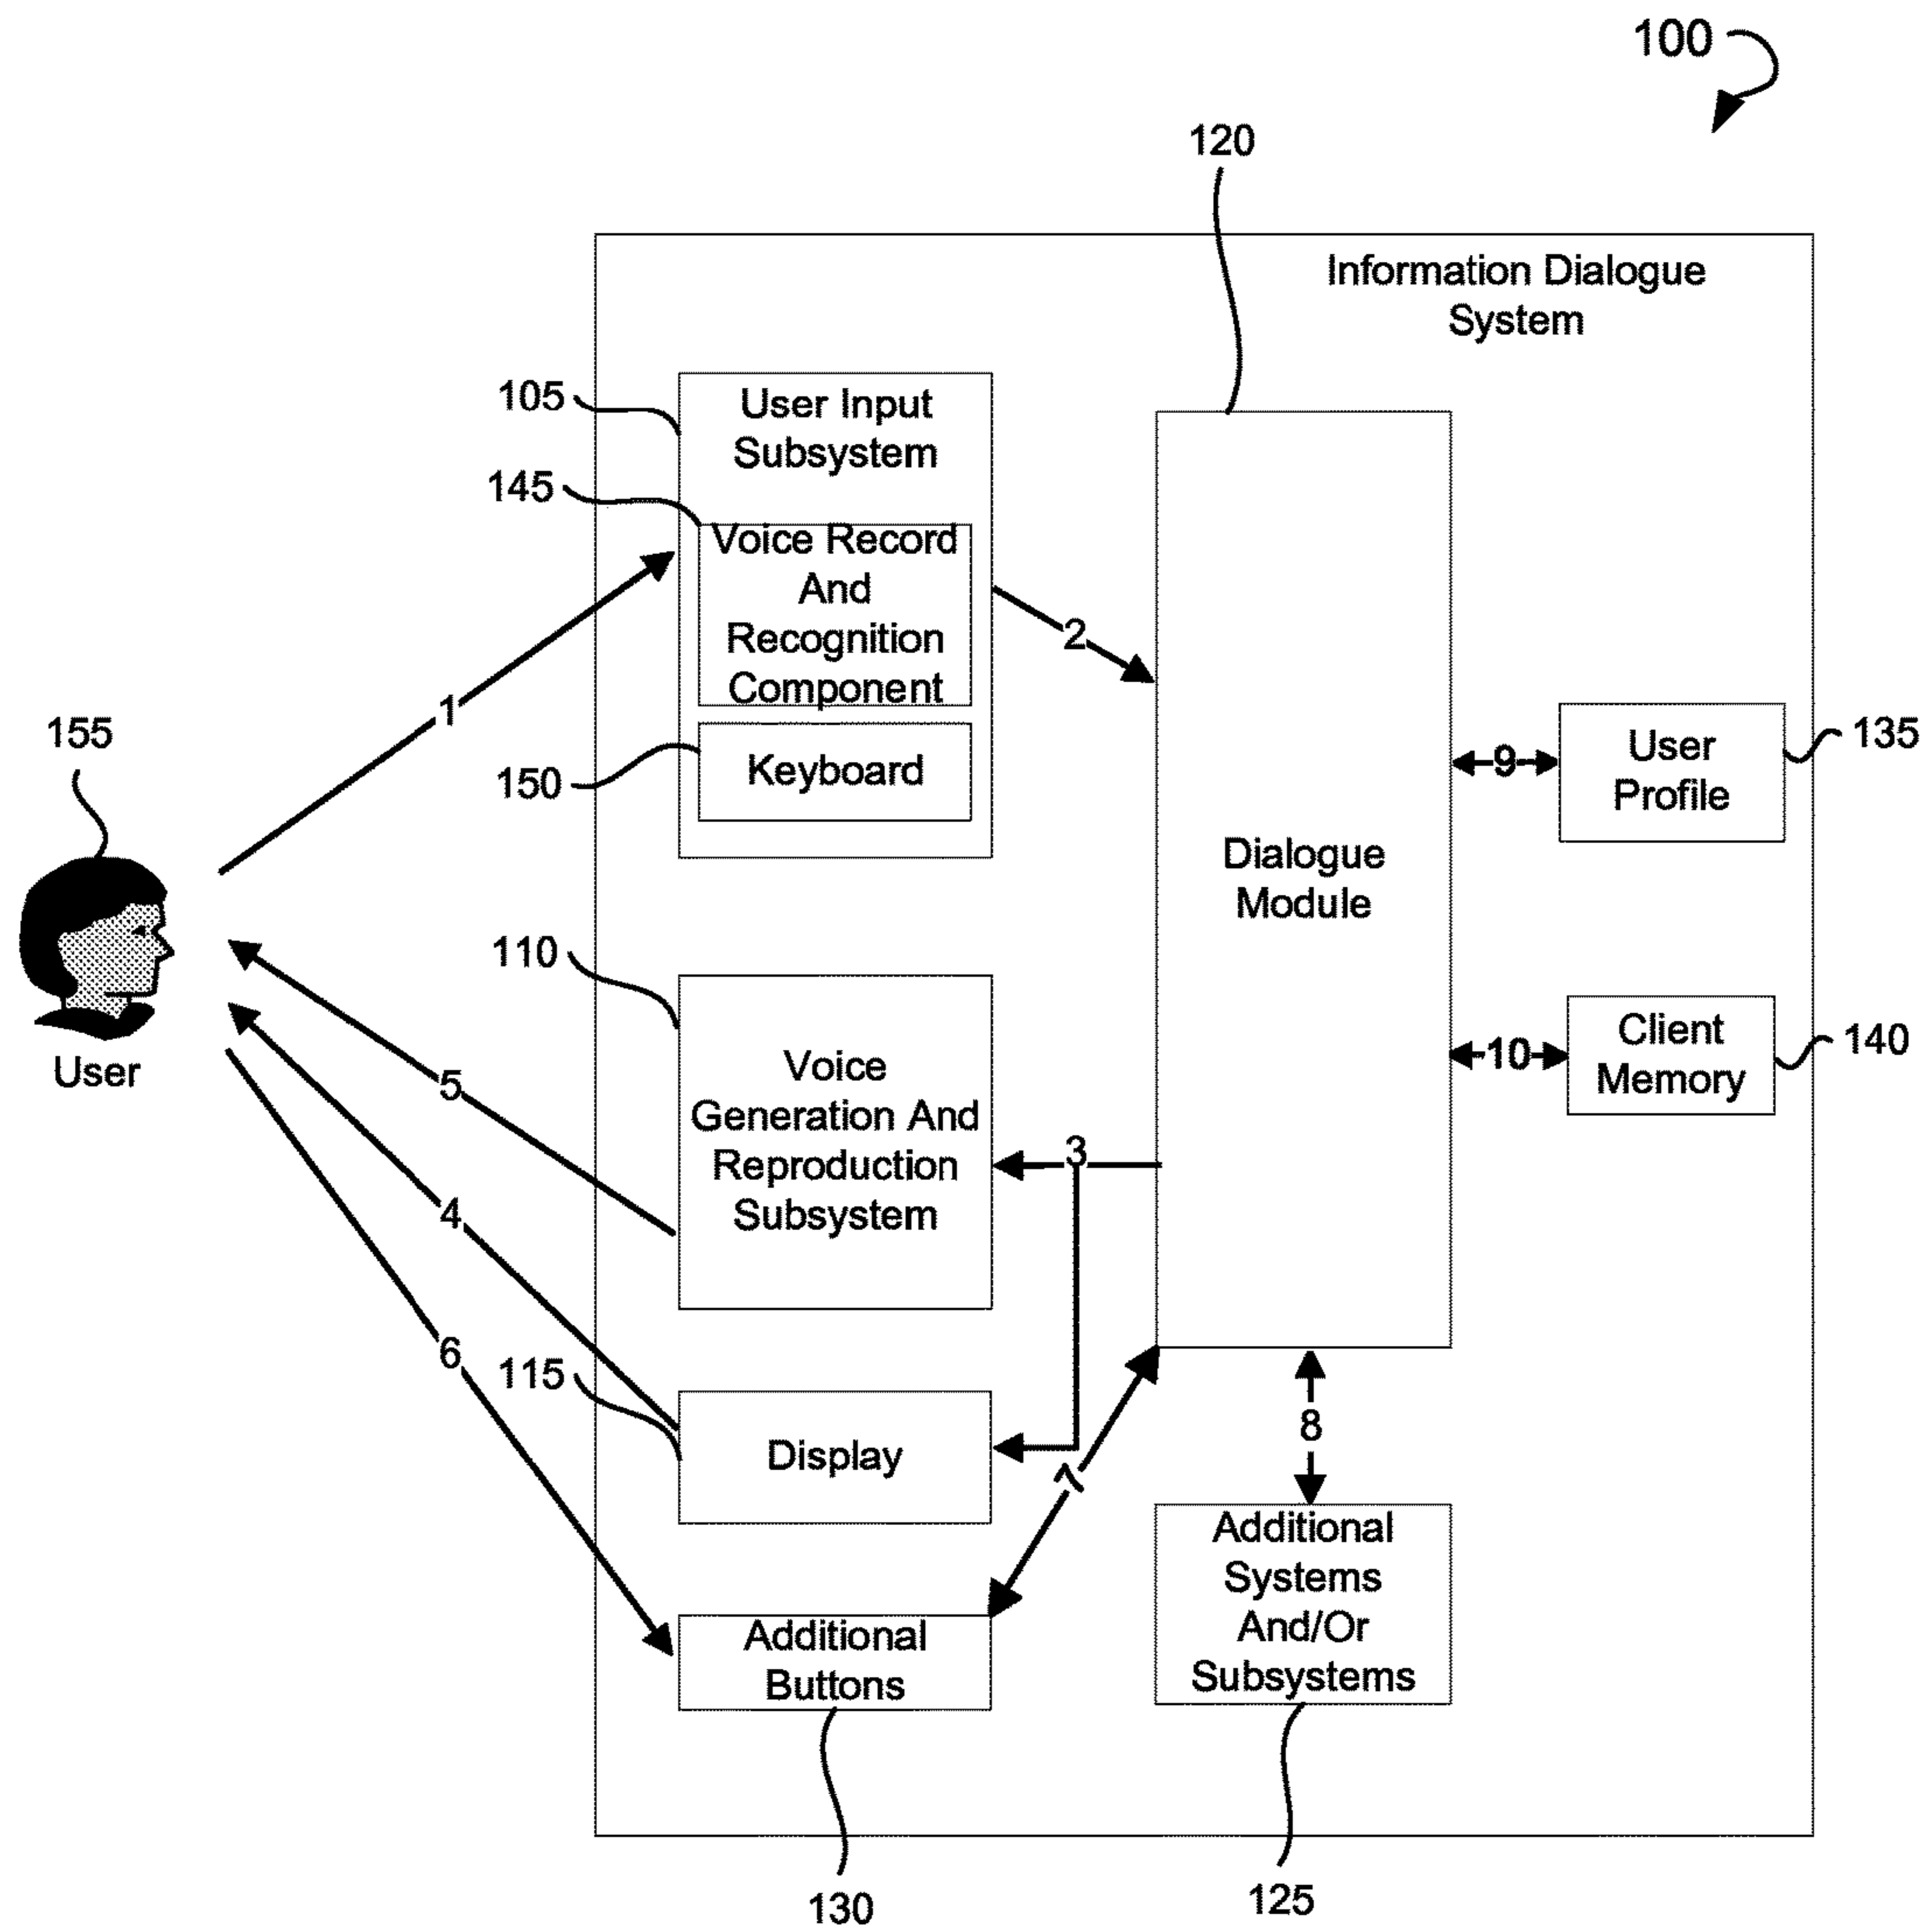 100
120
Information Dialogue
System
105
User Input
Subsystem
145
Voice Record
And
Recognition
Component
2
1
155
150
Keyboard
User
Profile
135
9
Dialogue
Module
110
User
Voice
Generation And
Reproduction
Subsystem
5
3
10
Client
Memory
140
4
6
115
Display
7
8
Additional
Systems
And/Or
Subsystems
Additional
Buttons
130
125